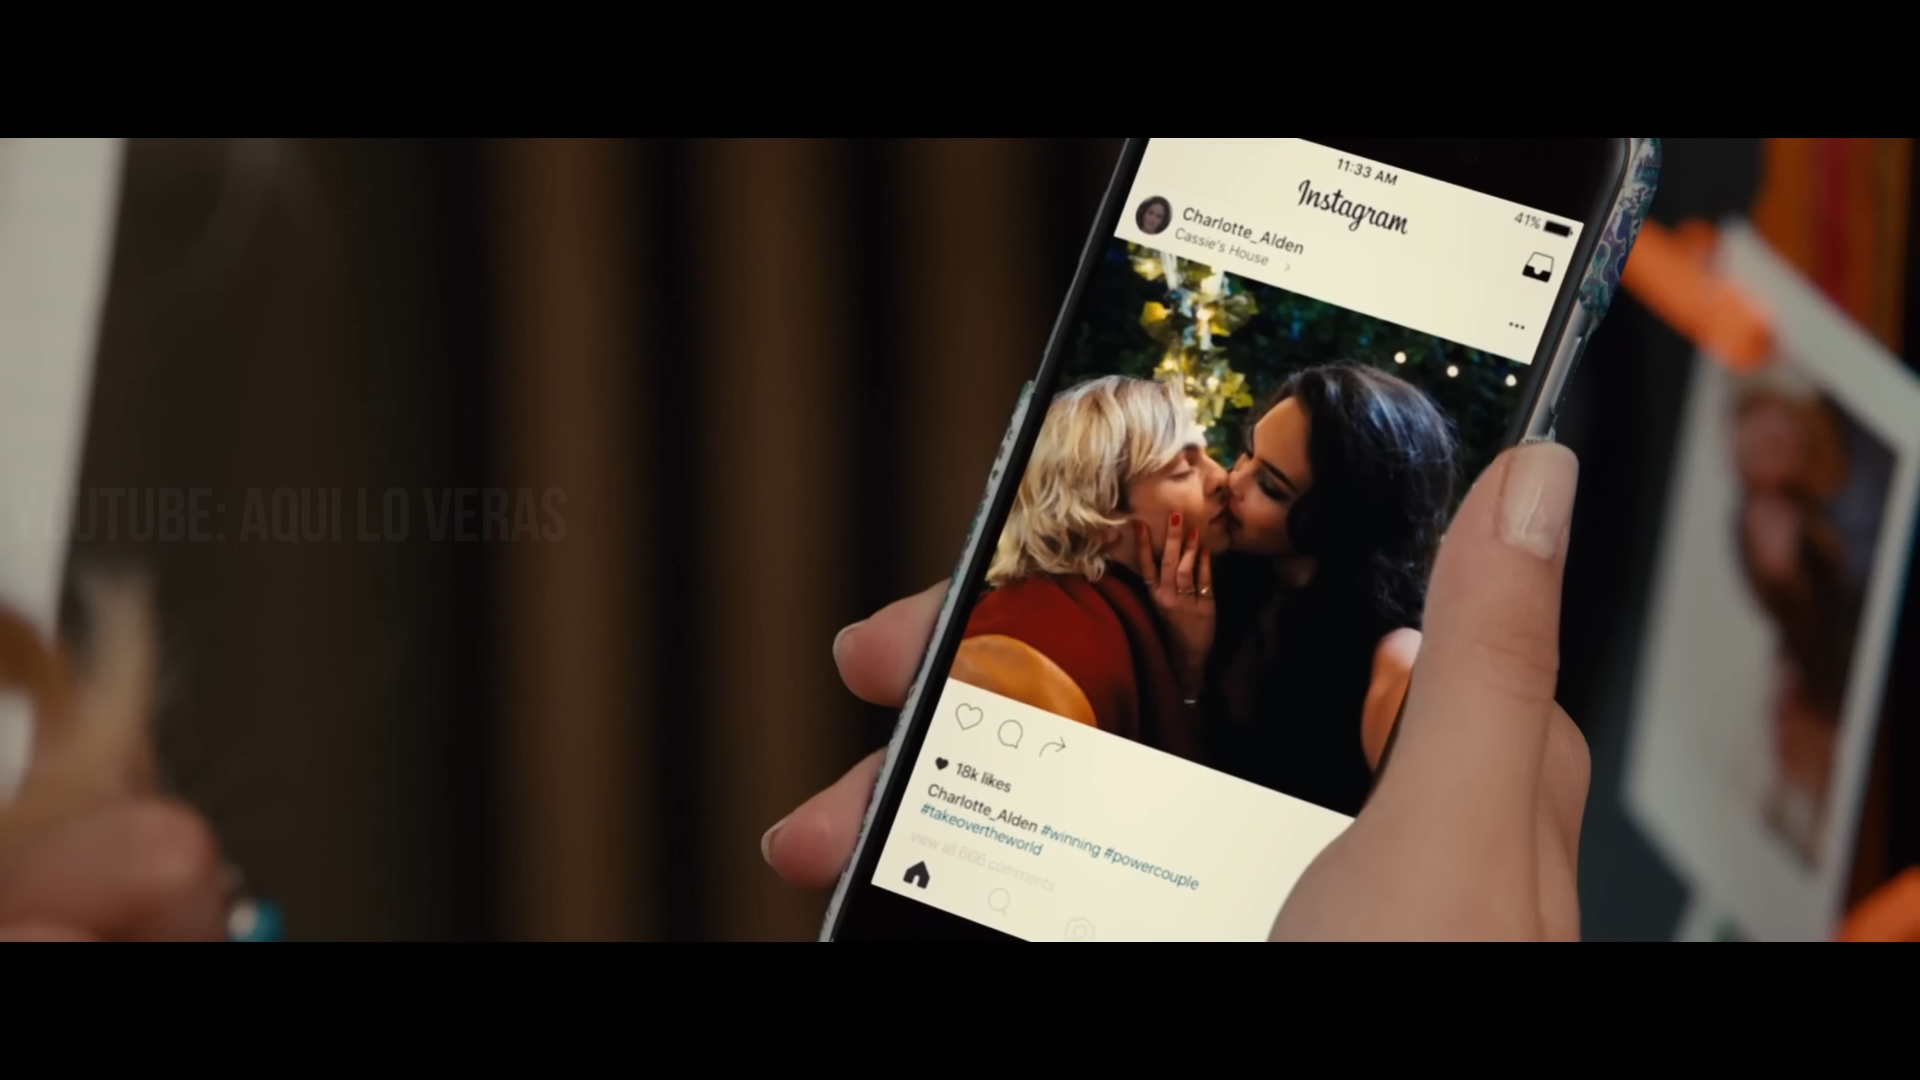 11:33 AM
Instagram
41%
Charlotte_Alden
Cassie's House
YOUTUBE: AQUI LO VERAS
18k likes
Charlotte_Alden #winning #powercouple
#takeovertheworld
view all 666 comments